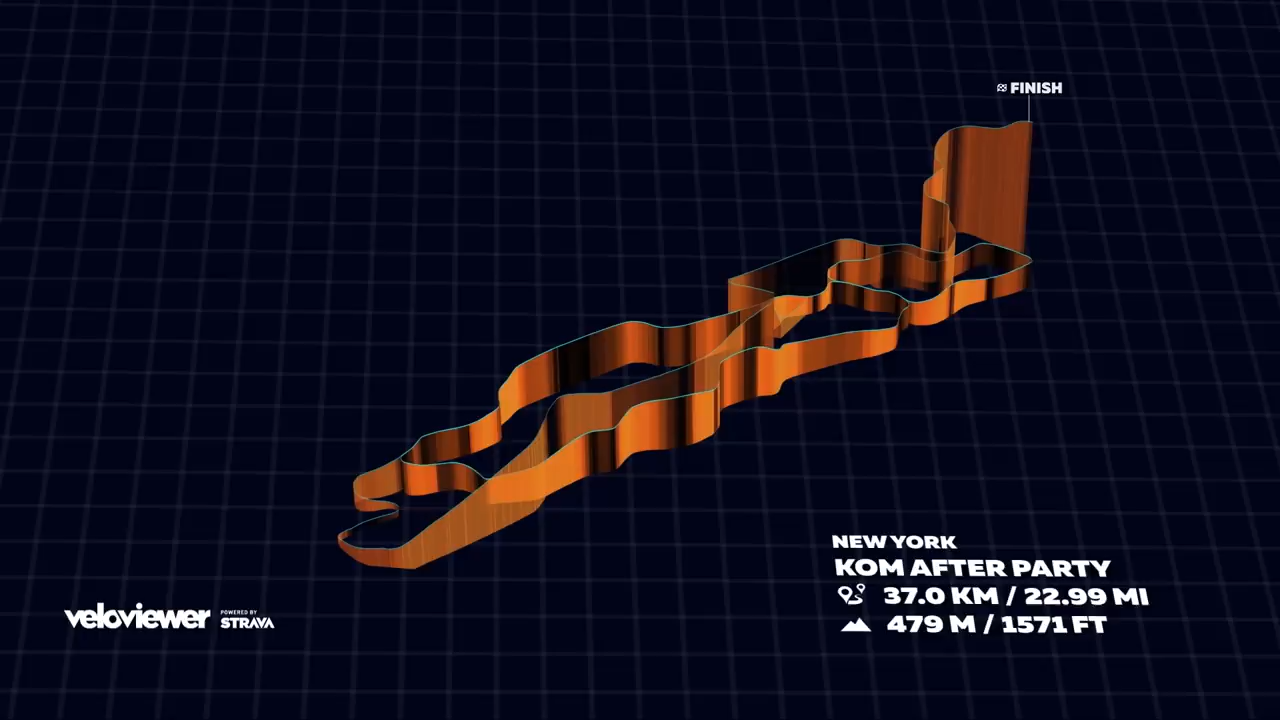 FINISH
NEW YORK
KOM AFTER PARTY
37.0 KM / 22.99 MI
479 M / 1571 FT
veloviewer POWERED BY STRAVA